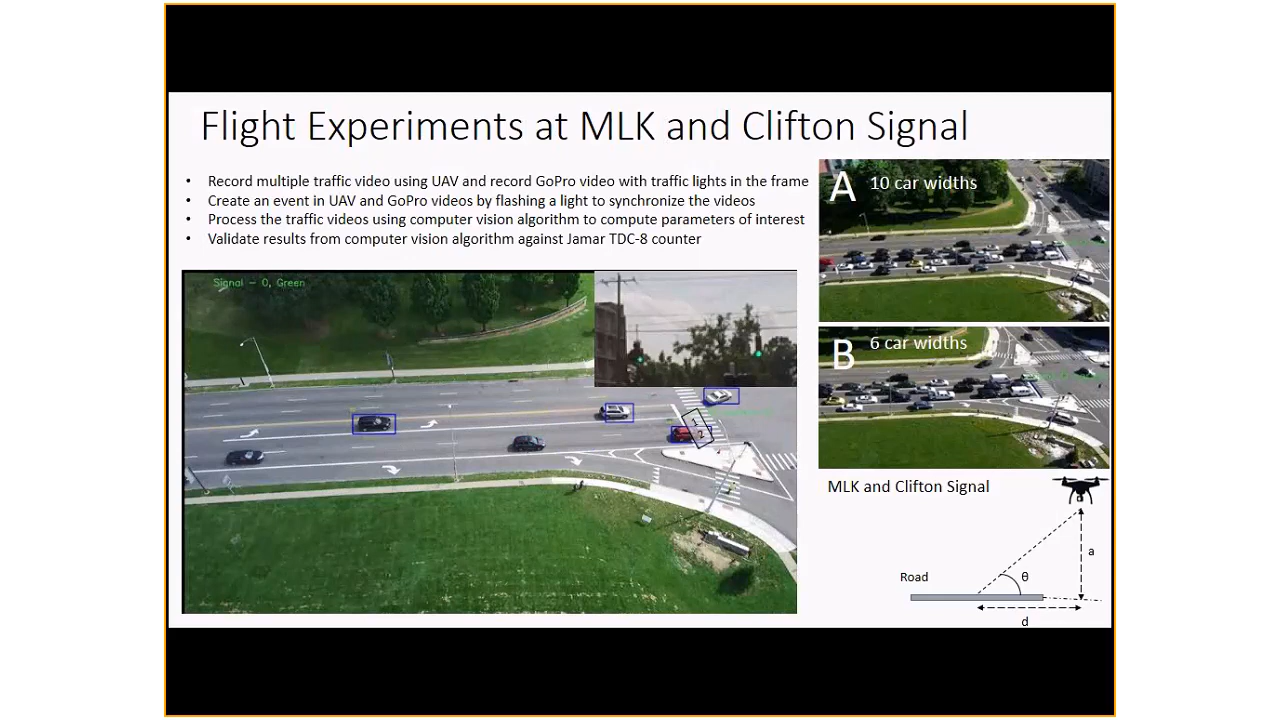 Flight Experiments at MLK and Clifton Signal
• Record multiple traffic video using UAV and record GoPro video with traffic lights in the frame
• Create an event in UAV and GoPro videos by flashing a light to synchronize the videos
• Process the traffic videos using computer vision algorithm to compute parameters of interest
• Validate results from computer vision algorithm against Jamar TDC-8 counter
Signal - 0, Green
1
2
A 10 car widths
B 6 car widths
MLK and Clifton Signal
a
Road
θ
d